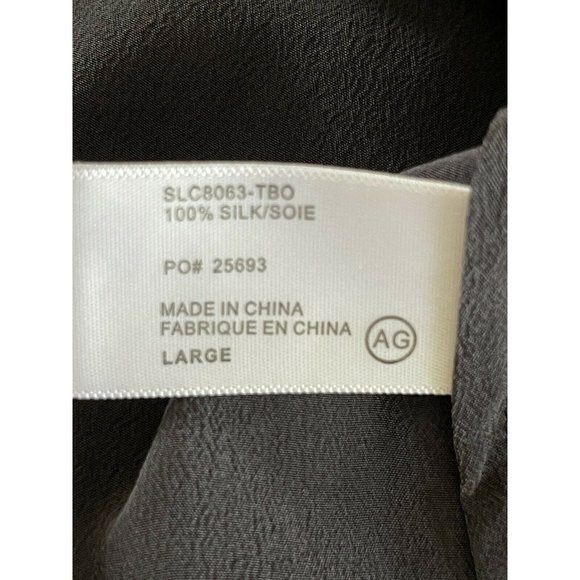 SLC8063-TBO
100% SILK/SOIE
PO# 25693
MADE IN CHINA
FABRIQUE EN CHINA
AG
LARGE